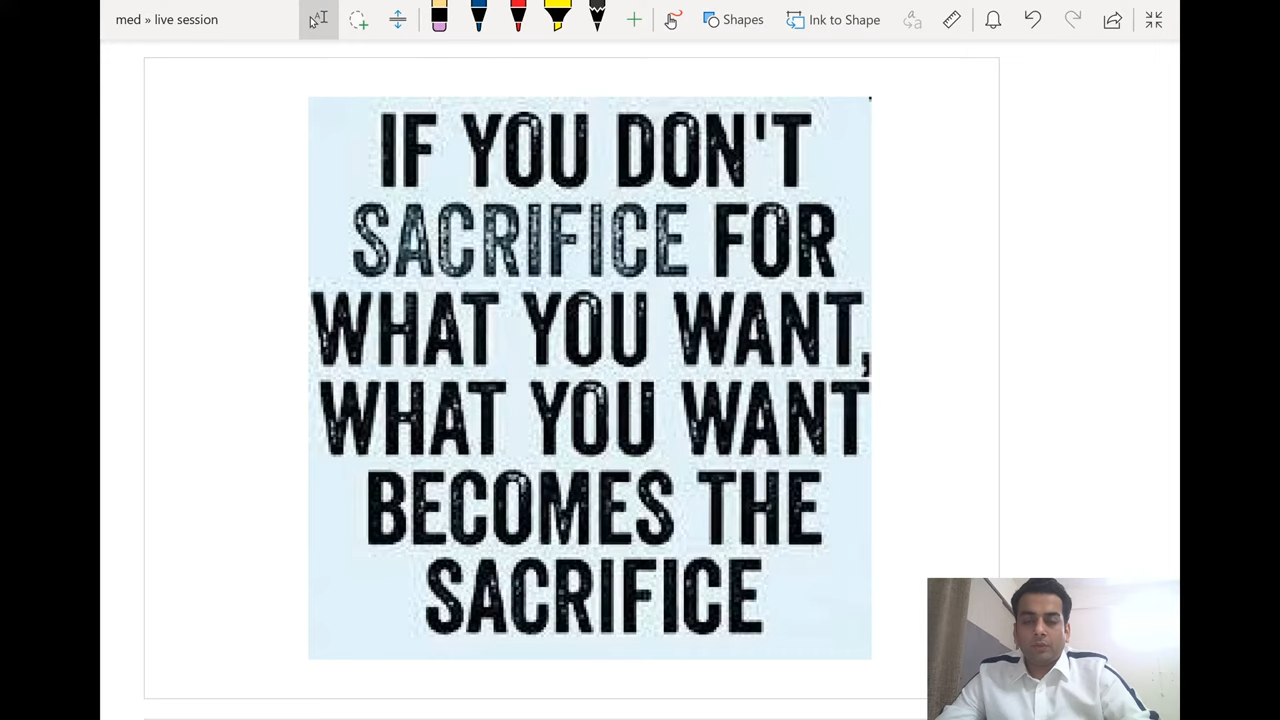 med » live session
Shapes
Ink to Shape
IF YOU DON'T
SACRIFICE FOR
WHAT YOU WANT,
WHAT YOU WANT
BECOMES THE
SACRIFICE